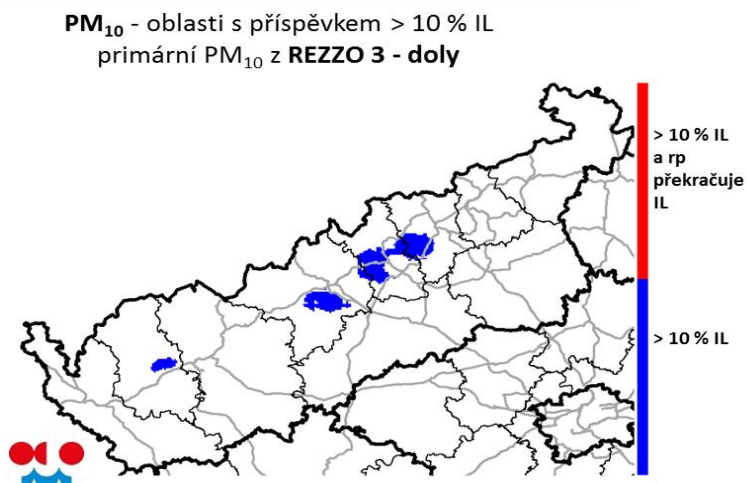 PM₁₀ - oblasti s příspěvkem > 10 % IL
primární PM₁₀ z REZZO 3 - doly
> 10 % IL
a rp
překračuje
IL
> 10 % IL